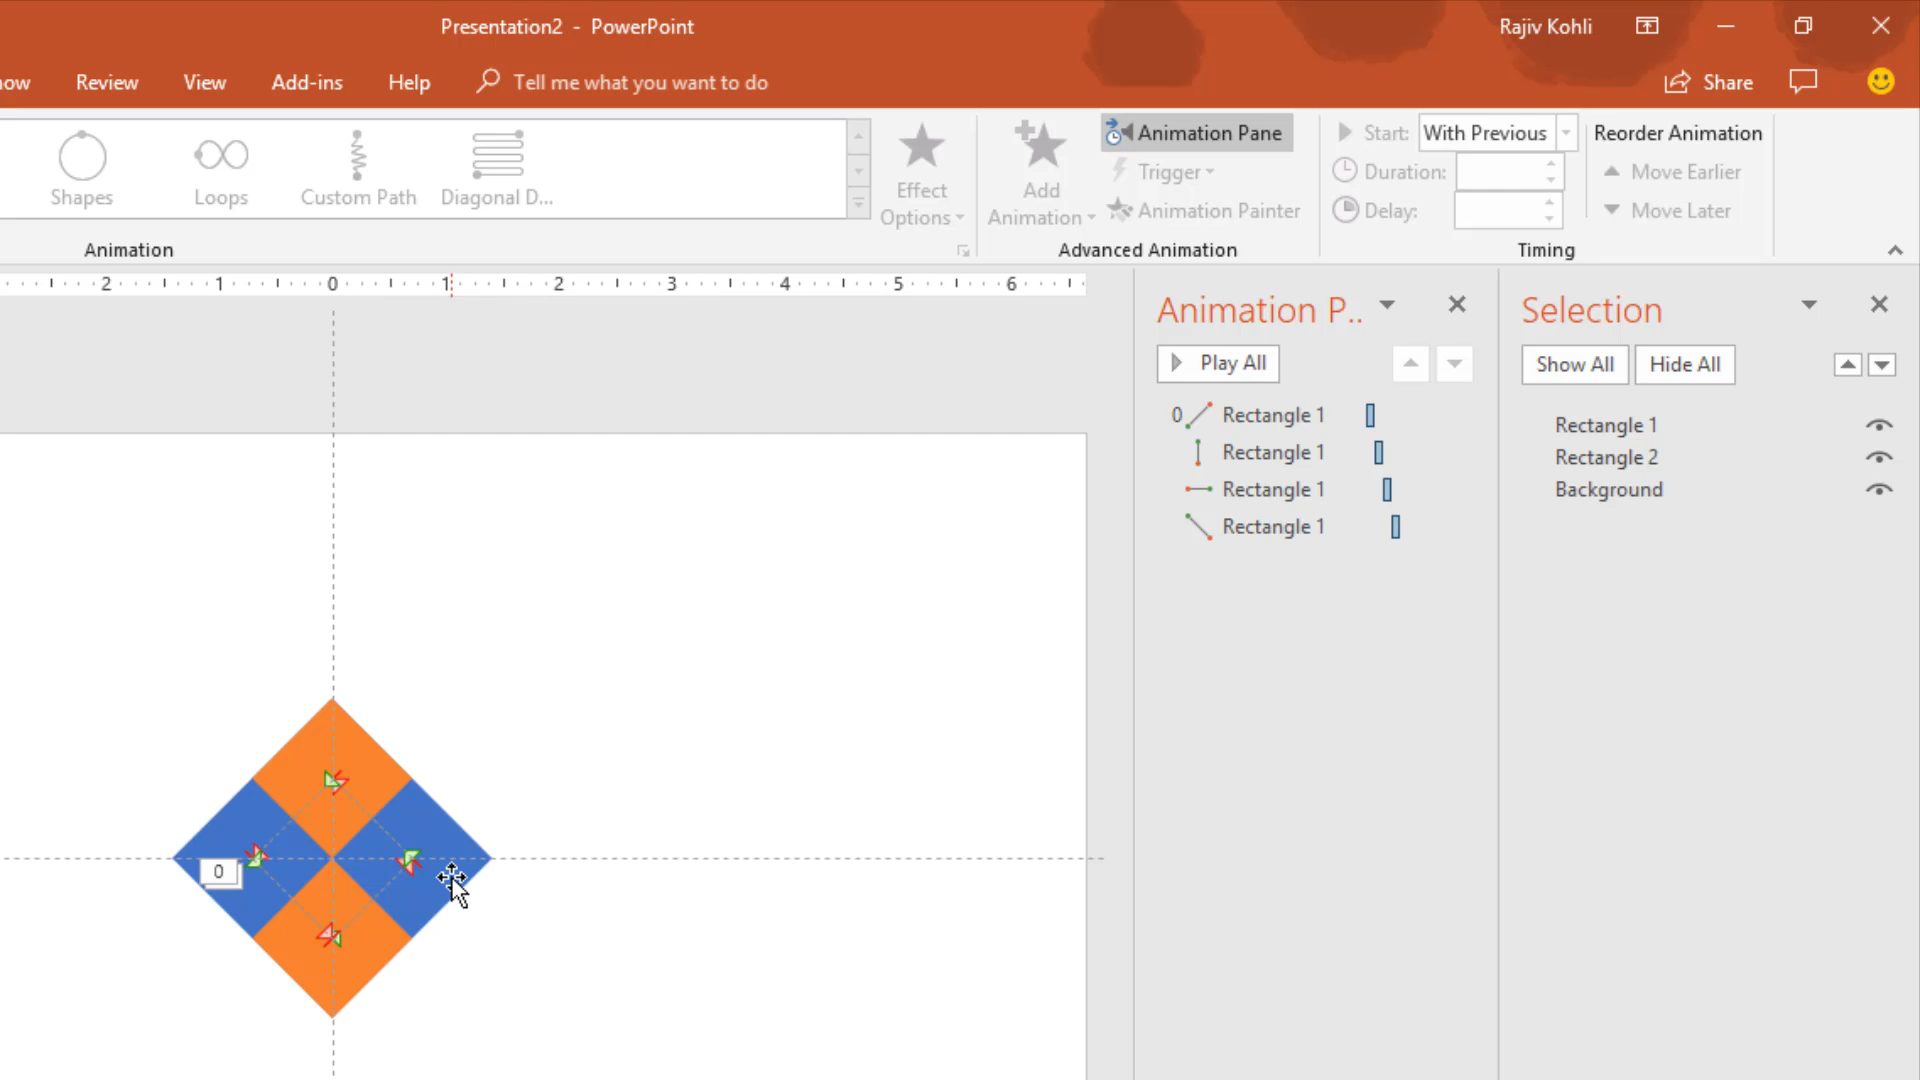 Presentation2 - PowerPoint
Rajiv Kohli
ow Review View Add-ins Help Tell me what you want to do
Share
Shapes Loops Custom Path Diagonal D...
Effect Options
Add Animation
Animation Pane
Trigger
Animation Painter
Start: With Previous
Duration:
Delay:
Reorder Animation
Move Earlier
Move Later
Animation
Advanced Animation
Timing
2 1 0 1 2 3 4 5 6
Animation P..
Play All
0 Rectangle 1
Rectangle 1
Rectangle 1
Rectangle 1
Selection
Show All Hide All
Rectangle 1
Rectangle 2
Background
0